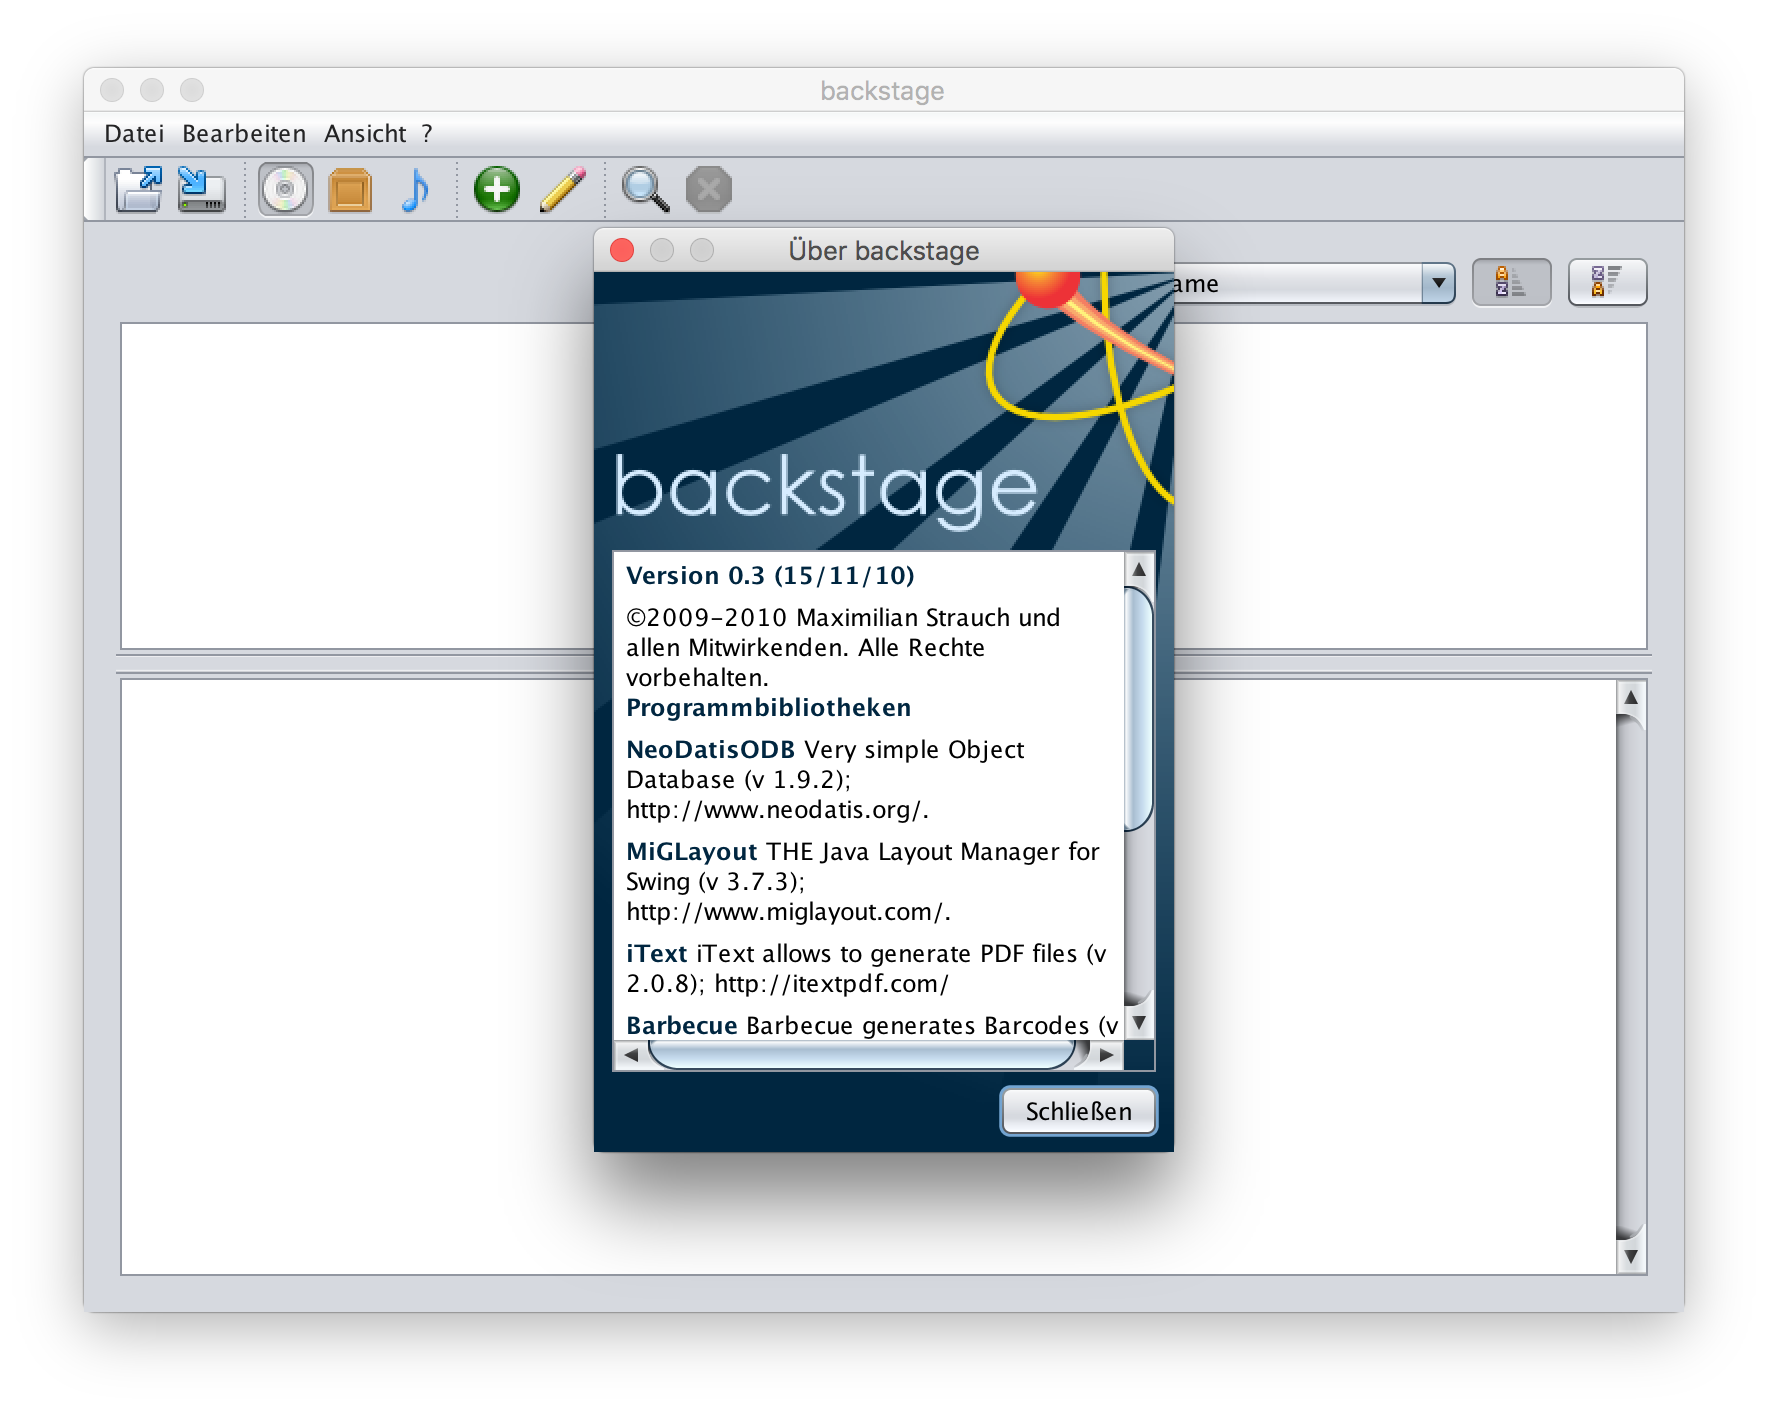 backstage
Datei Bearbeiten Ansicht ?
Über backstage
ame
A
Z
Z
A
backstage
Version 0.3 (15/11/10)
©2009-2010 Maximilian Strauch und
allen Mitwirkenden. Alle Rechte
vorbehalten.
Programmbibliotheken
NeoDatisODB Very simple Object
Database (v 1.9.2);
http://www.neodatis.org/.
MiGLayout THE Java Layout Manager for
Swing (v 3.7.3);
http://www.miglayout.com/.
iText iText allows to generate PDF files (v
2.0.8); http://itextpdf.com/
Barbecue Barbecue generates Barcodes (v
Schließen